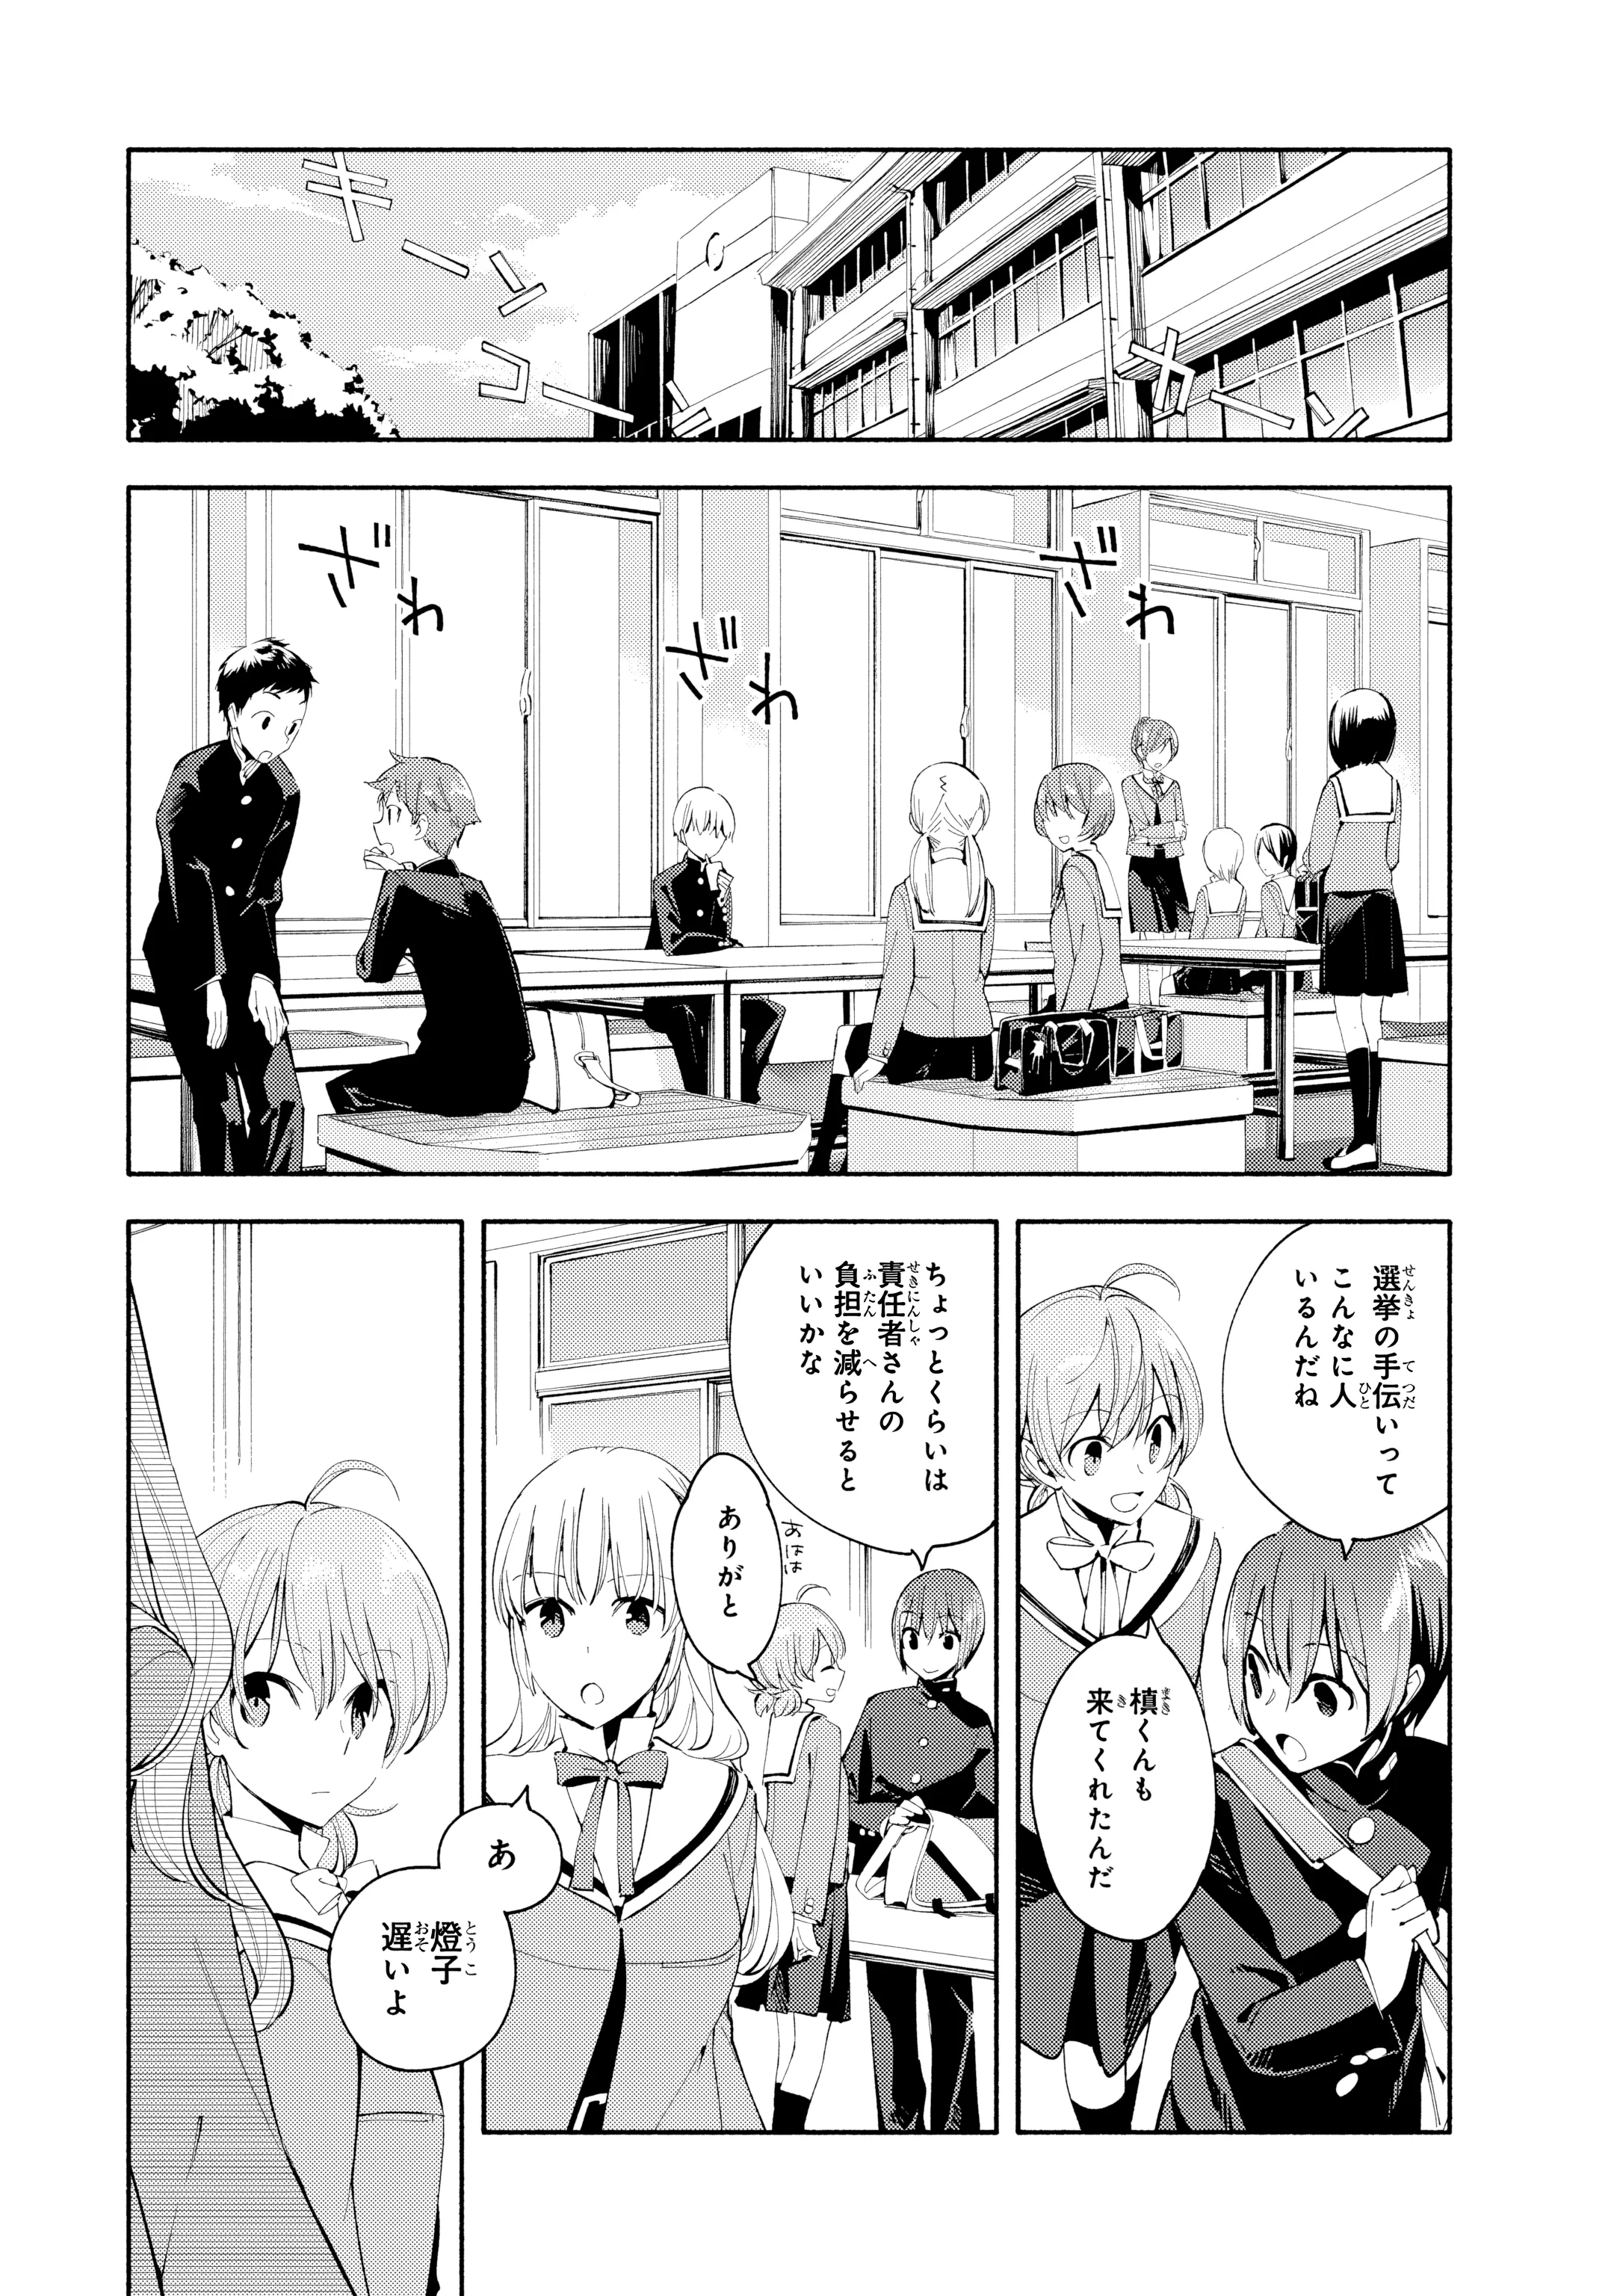 キーンコーン
カーン
ざわ
ざわ
ざわ
選挙の手伝いって
こんなに人
いるんだね
槙くんも
来てくれたんだ
ちょっとくらいは
責任者さんの
負担を減らせると
いいかな
ありがと
あはは
あ
燈子
遅いよ